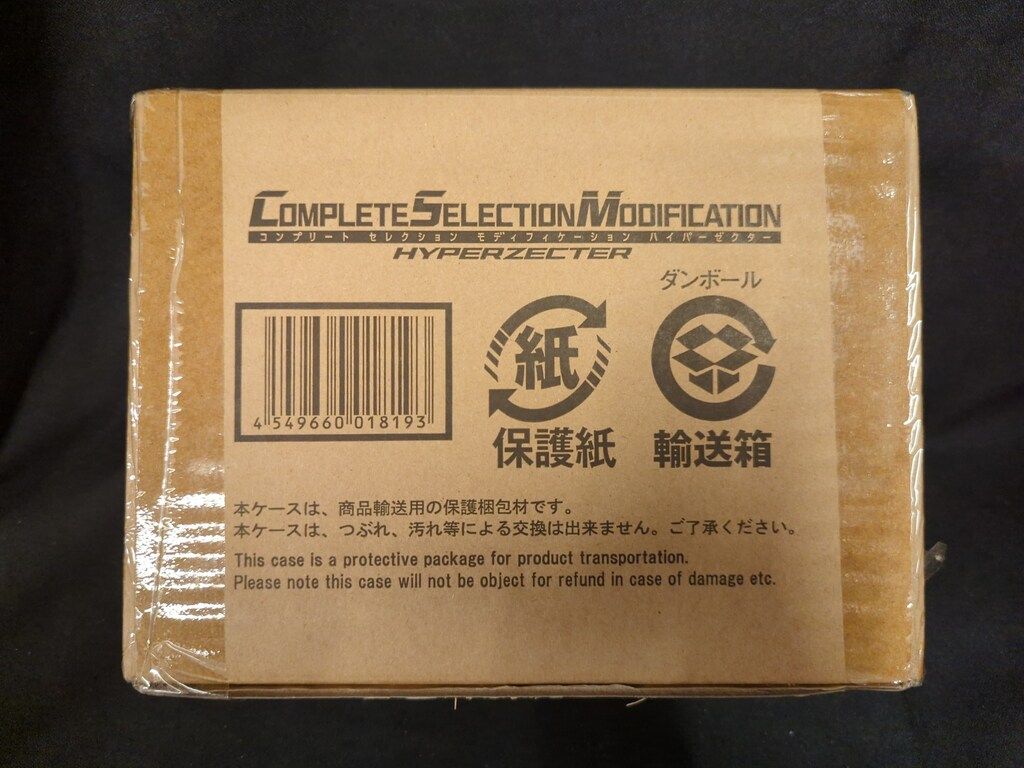 COMPLETE SELECTION MODIFICATION
コンプリート セレクション モディフィケーション ハイパーゼクター
HYPERZECTER
4 549660 018193
紙
保護紙
ダンボール
輸送箱
本ケースは、商品輸送用の保護梱包材です。
本ケースは、つぶれ、汚れ等による交換は出来ません。ご了承ください。
This case is a protective package for product transportation.
Please note this case will not be object for refund in case of damage etc.